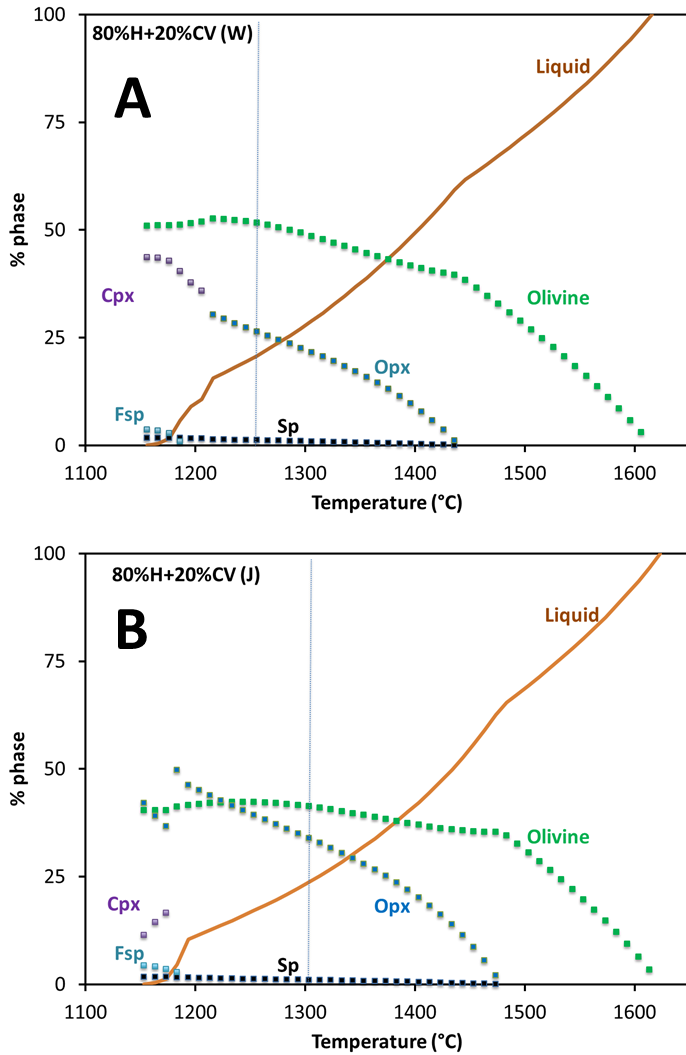 100
80%H+20%CV (W)
A
Liquid
75
% phase
50
Cpx
Olivine
25
Opx
Fsp
Sp
0
1100 1200 1300 1400 1500 1600
Temperature (°C)
100
80%H+20%CV (J)
B
Liquid
75
% phase
50
Olivine
25
Cpx
Opx
Fsp
Sp
0
1100 1200 1300 1400 1500 1600
Temperature (°C)